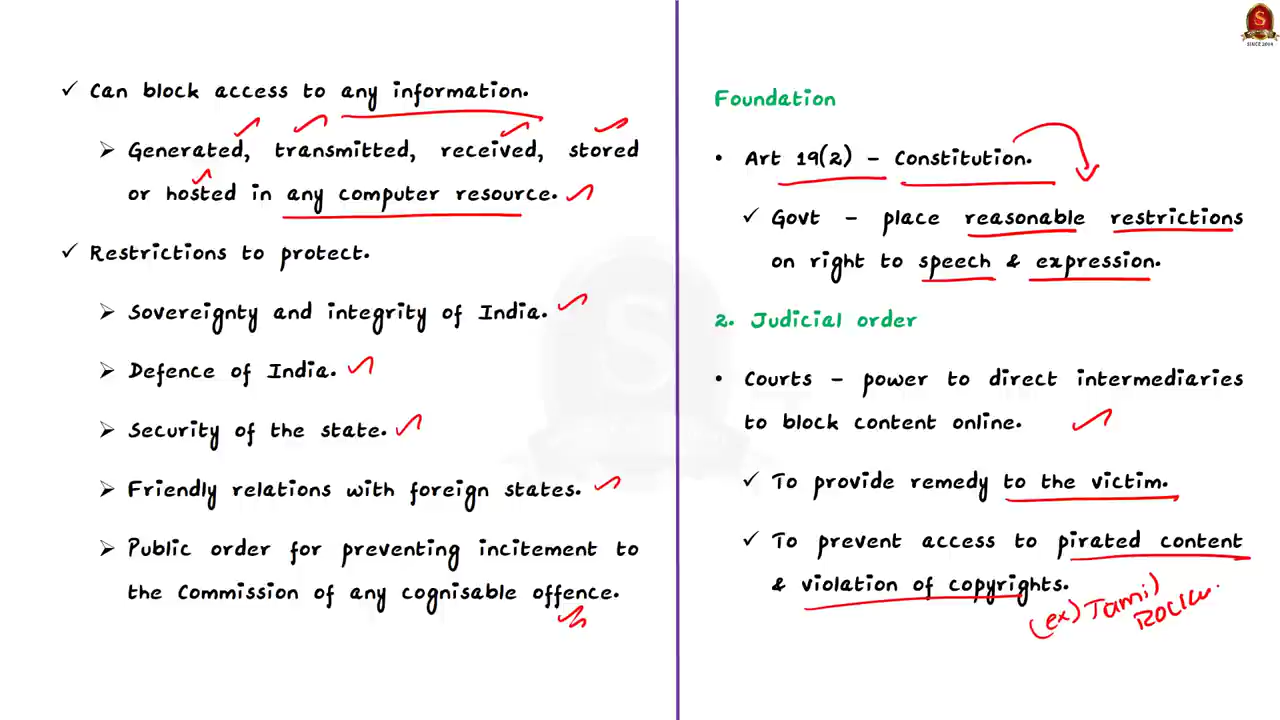 ✓ Can block access to any information.
➢ Generated, transmitted, received, stored
or hosted in any computer resource.
✓ Restrictions to protect.
➢ Sovereignty and integrity of India.
➢ Defence of India.
➢ Security of the state.
➢ Friendly relations with foreign states.
➢ Public order for preventing incitement to
the Commission of any cognisable offence.
S
SINCE 2004
Foundation
• Art 19(2) - Constitution.
✓ Govt - place reasonable restrictions
on right to speech & expression.
2. Judicial order
• Courts - power to direct intermediaries
to block content online.
✓ To provide remedy to the victim.
✓ To prevent access to pirated content
& violation of copyrights.
(ex) Tamil